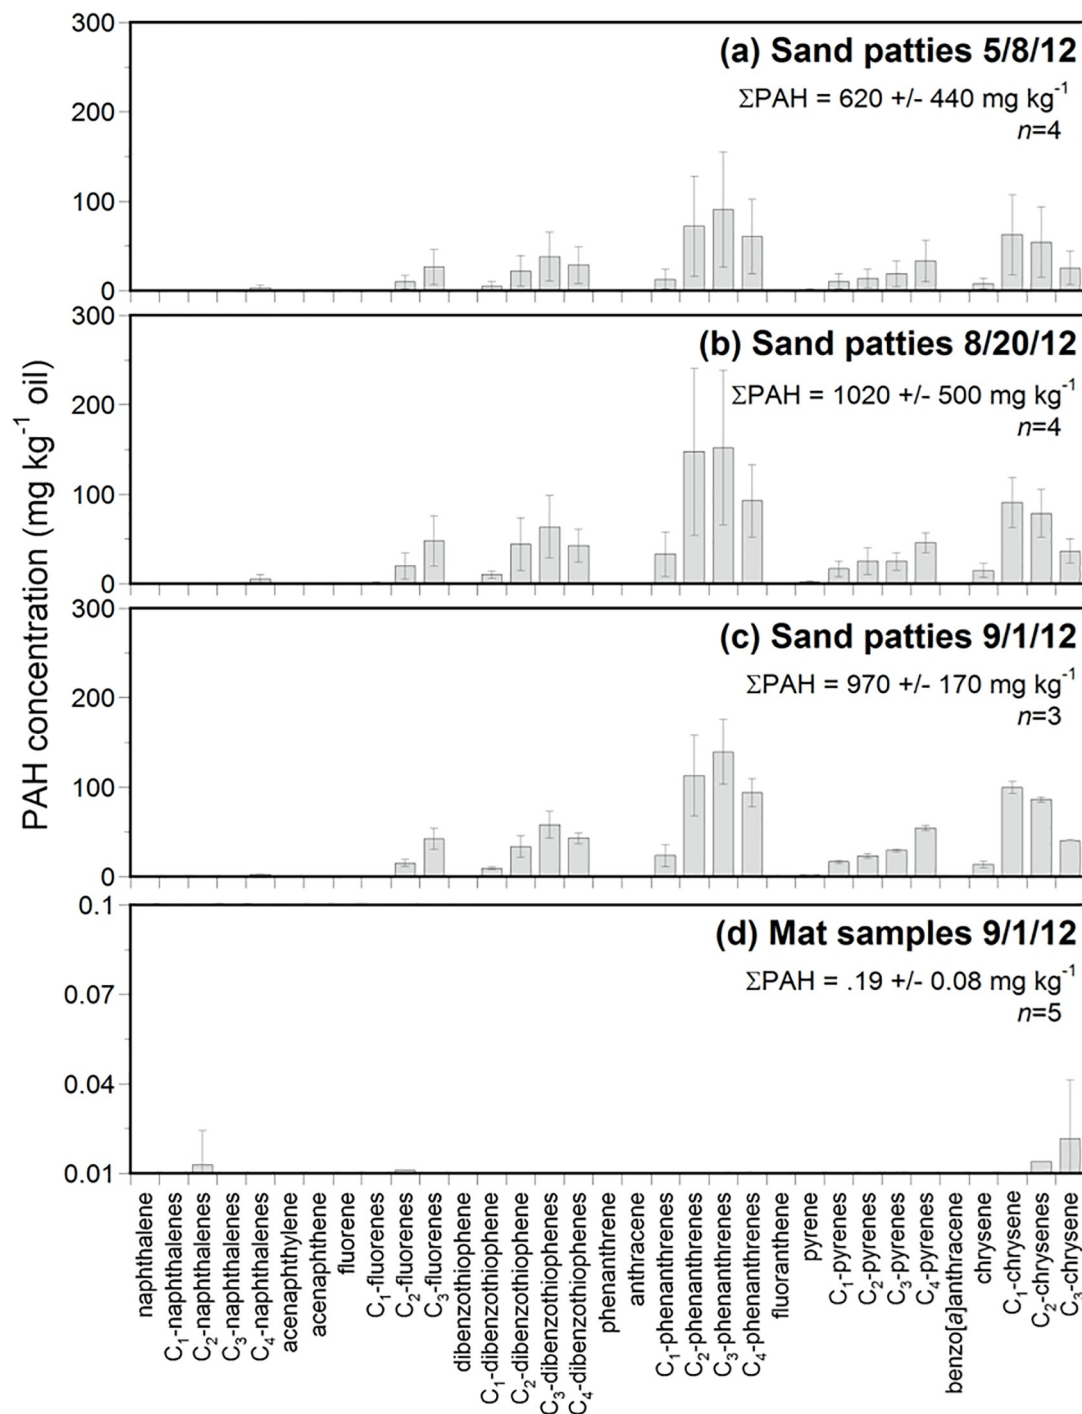 PAH concentration (mg kg⁻¹ oil)
300
200
100
0
(a) Sand patties 5/8/12
ΣPAH = 620 +/- 440 mg kg⁻¹
n=4
300
200
100
0
(b) Sand patties 8/20/12
ΣPAH = 1020 +/- 500 mg kg⁻¹
n=4
300
200
100
0
(c) Sand patties 9/1/12
ΣPAH = 970 +/- 170 mg kg⁻¹
n=3
0.1
0.07
0.04
0.01
(d) Mat samples 9/1/12
ΣPAH = .19 +/- 0.08 mg kg⁻¹
n=5
naphthalene
C₁-naphthalenes
C₂-naphthalenes
C₃-naphthalenes
C₄-naphthalenes
acenaphthylene
acenaphthene
fluorene
C₁-fluorenes
C₂-fluorenes
C₃-fluorenes
dibenzothiophene
C₁-dibenzothiophene
C₂-dibenzothiophene
C₃-dibenzothiophenes
C₄-dibenzothiophenes
phenanthrene
anthracene
C₁-phenanthrenes
C₂-phenanthrenes
C₃-phenanthrenes
C₄-phenanthrenes
fluoranthene
pyrene
C₁-pyrenes
C₂-pyrenes
C₃-pyrenes
C₄-pyrenes
benzo[a]anthracene
chrysene
C₁-chrysene
C₂-chrysenes
C₃-chrysene